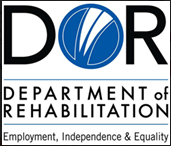 DOR
DEPARTMENT of
REHABILITATION
Employment, Independence & Equality